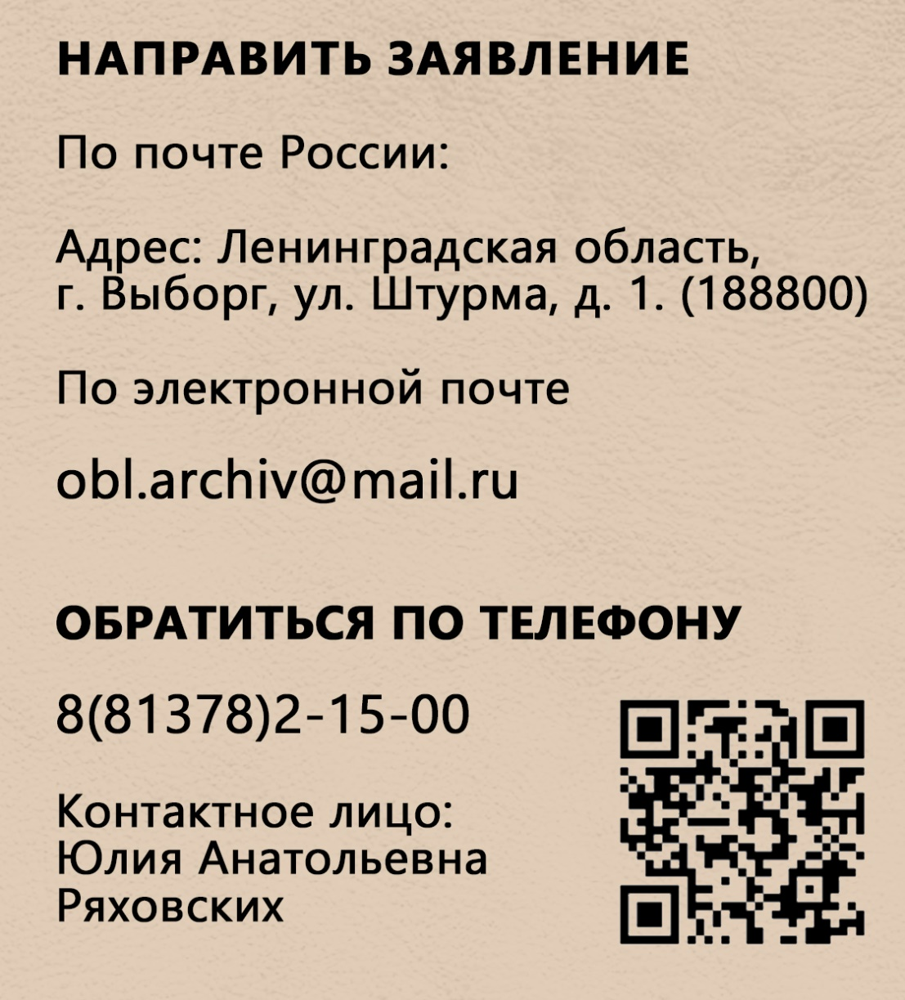 НАПРАВИТЬ ЗАЯВЛЕНИЕ
По почте России:
Адрес: Ленинградская область,
г. Выборг, ул. Штурма, д. 1. (188800)
По электронной почте
obl.archiv@mail.ru
ОБРАТИТЬСЯ ПО ТЕЛЕФОНУ
8(81378)2-15-00
Контактное лицо:
Юлия Анатольевна
Ряховских